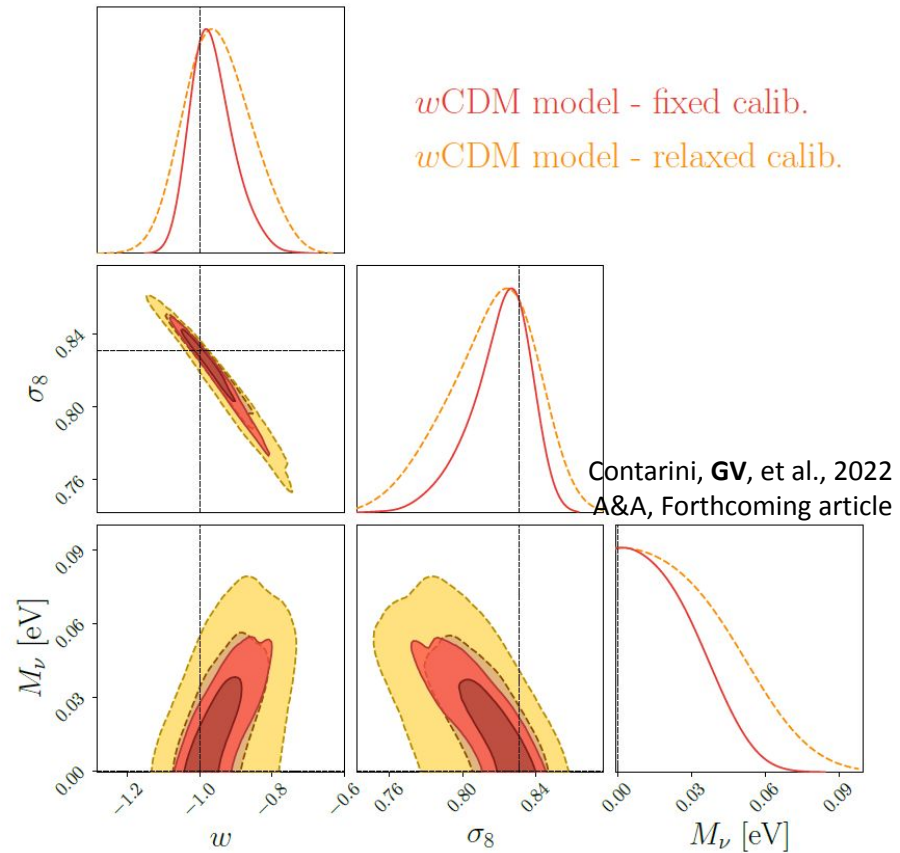 wCDM model - fixed calib.
wCDM model - relaxed calib.
σ₈
0.84
0.80
0.76
Contarini, GV, et al., 2022
A&A, Forthcoming article
M_ν [eV]
0.09
0.06
0.03
0.00
−1.2
−1.0
−0.8
−0.6
0.76
0.80
0.84
0.00
0.03
0.06
0.09
w
σ₈
M_ν [eV]